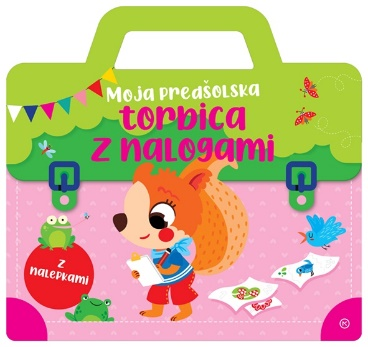 Moja predšolska
torbica
z nalogami
z
nalepkami